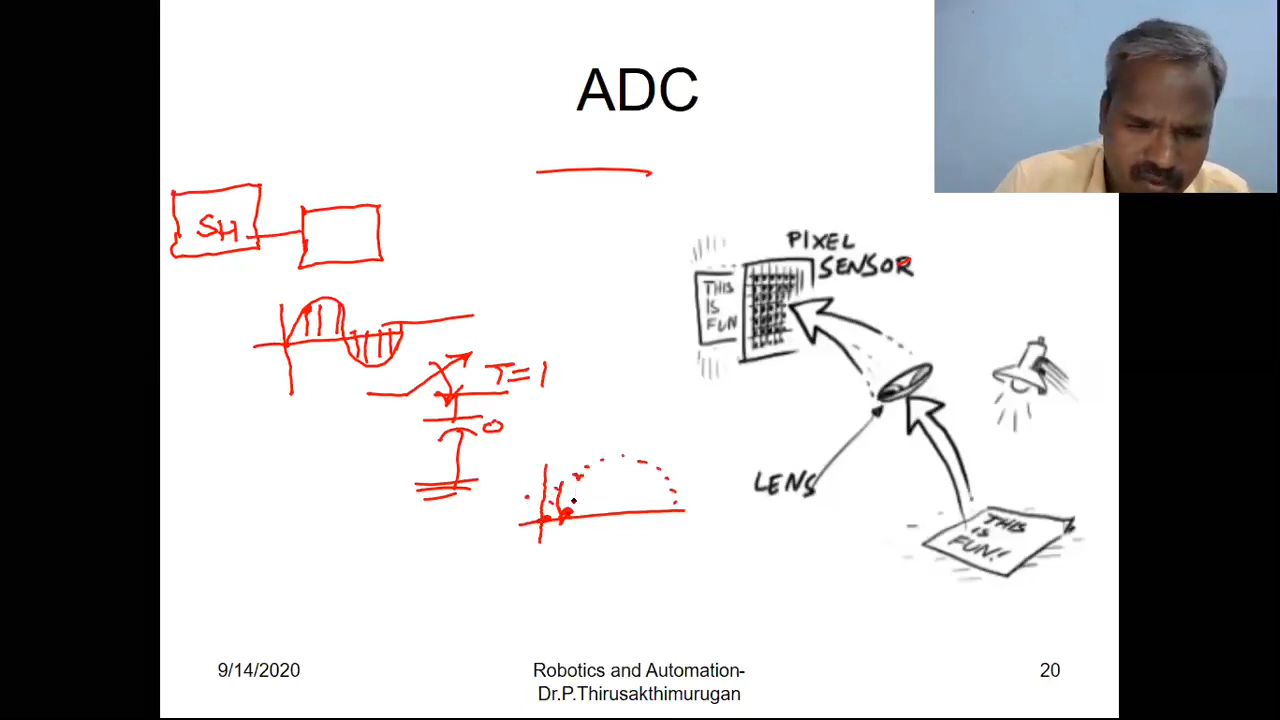 ADC
SH
T=1
0
PIXEL
SENSOR
THIS
IS
FUN
LENS
THIS
IS
FUN!
9/14/2020
Robotics and Automation-
Dr.P.Thirusakthimurugan
20